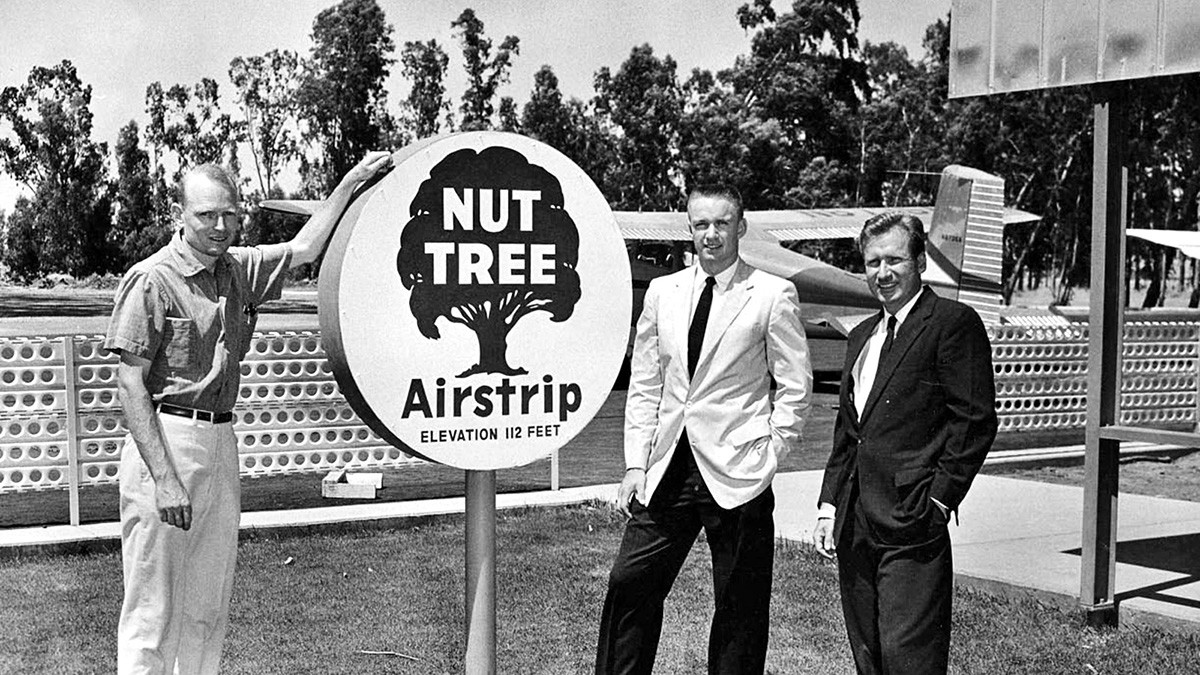 NUT
TREE
Airstrip
ELEVATION 112 FEET